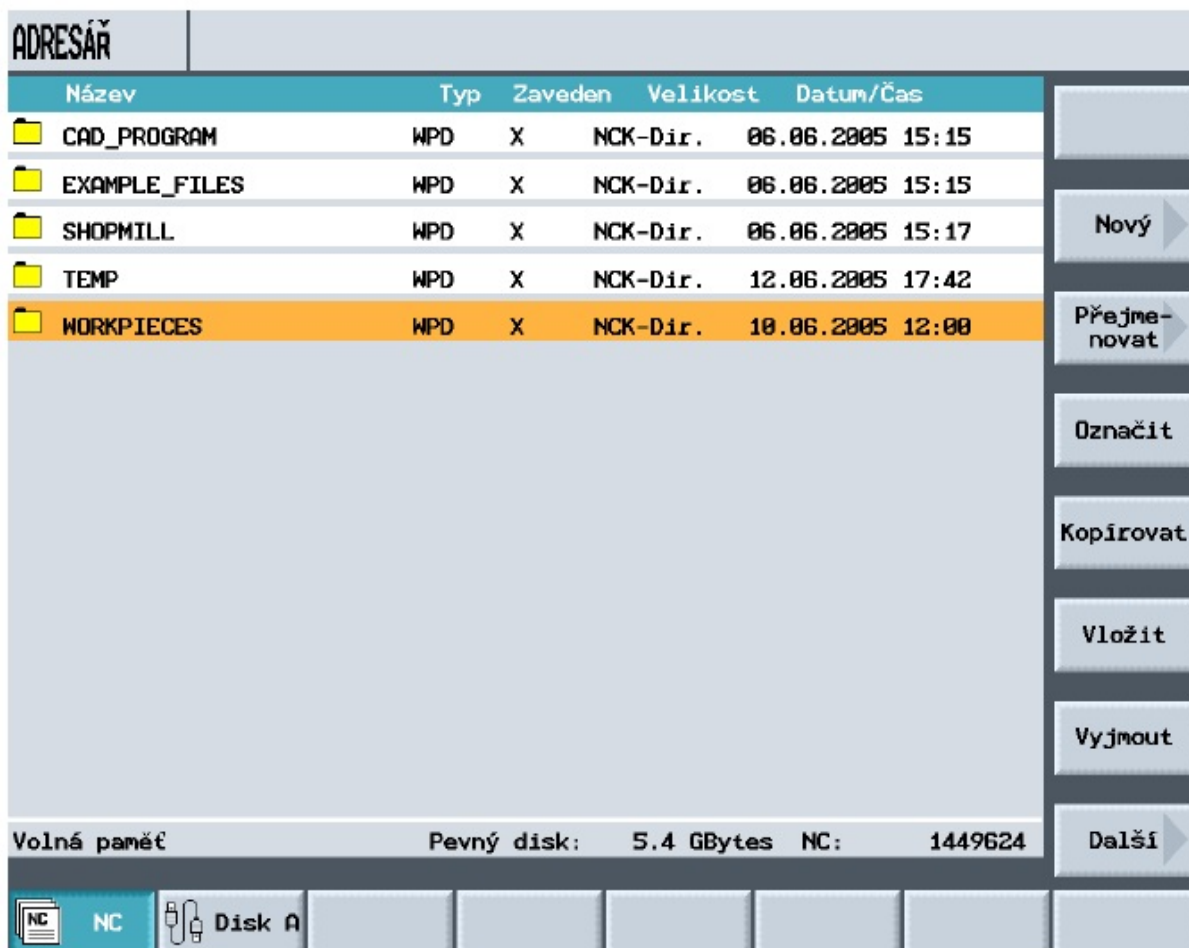 ADRESÁŘ
Název Typ Zaveden Velikost Datum/Čas
CAD_PROGRAM WPD X NCK-Dir. 06.06.2005 15:15
EXAMPLE_FILES WPD X NCK-Dir. 06.06.2005 15:15
SHOPMILL WPD X NCK-Dir. 06.06.2005 15:17
TEMP WPD X NCK-Dir. 12.06.2005 17:42
WORKPIECES WPD X NCK-Dir. 10.06.2005 12:00
Volná paměť Pevný disk: 5.4 GBytes NC: 1449624
Nový
Přejme-
novat
Označit
Kopírovat
Vložit
Vyjmout
Další
NC NC Disk A